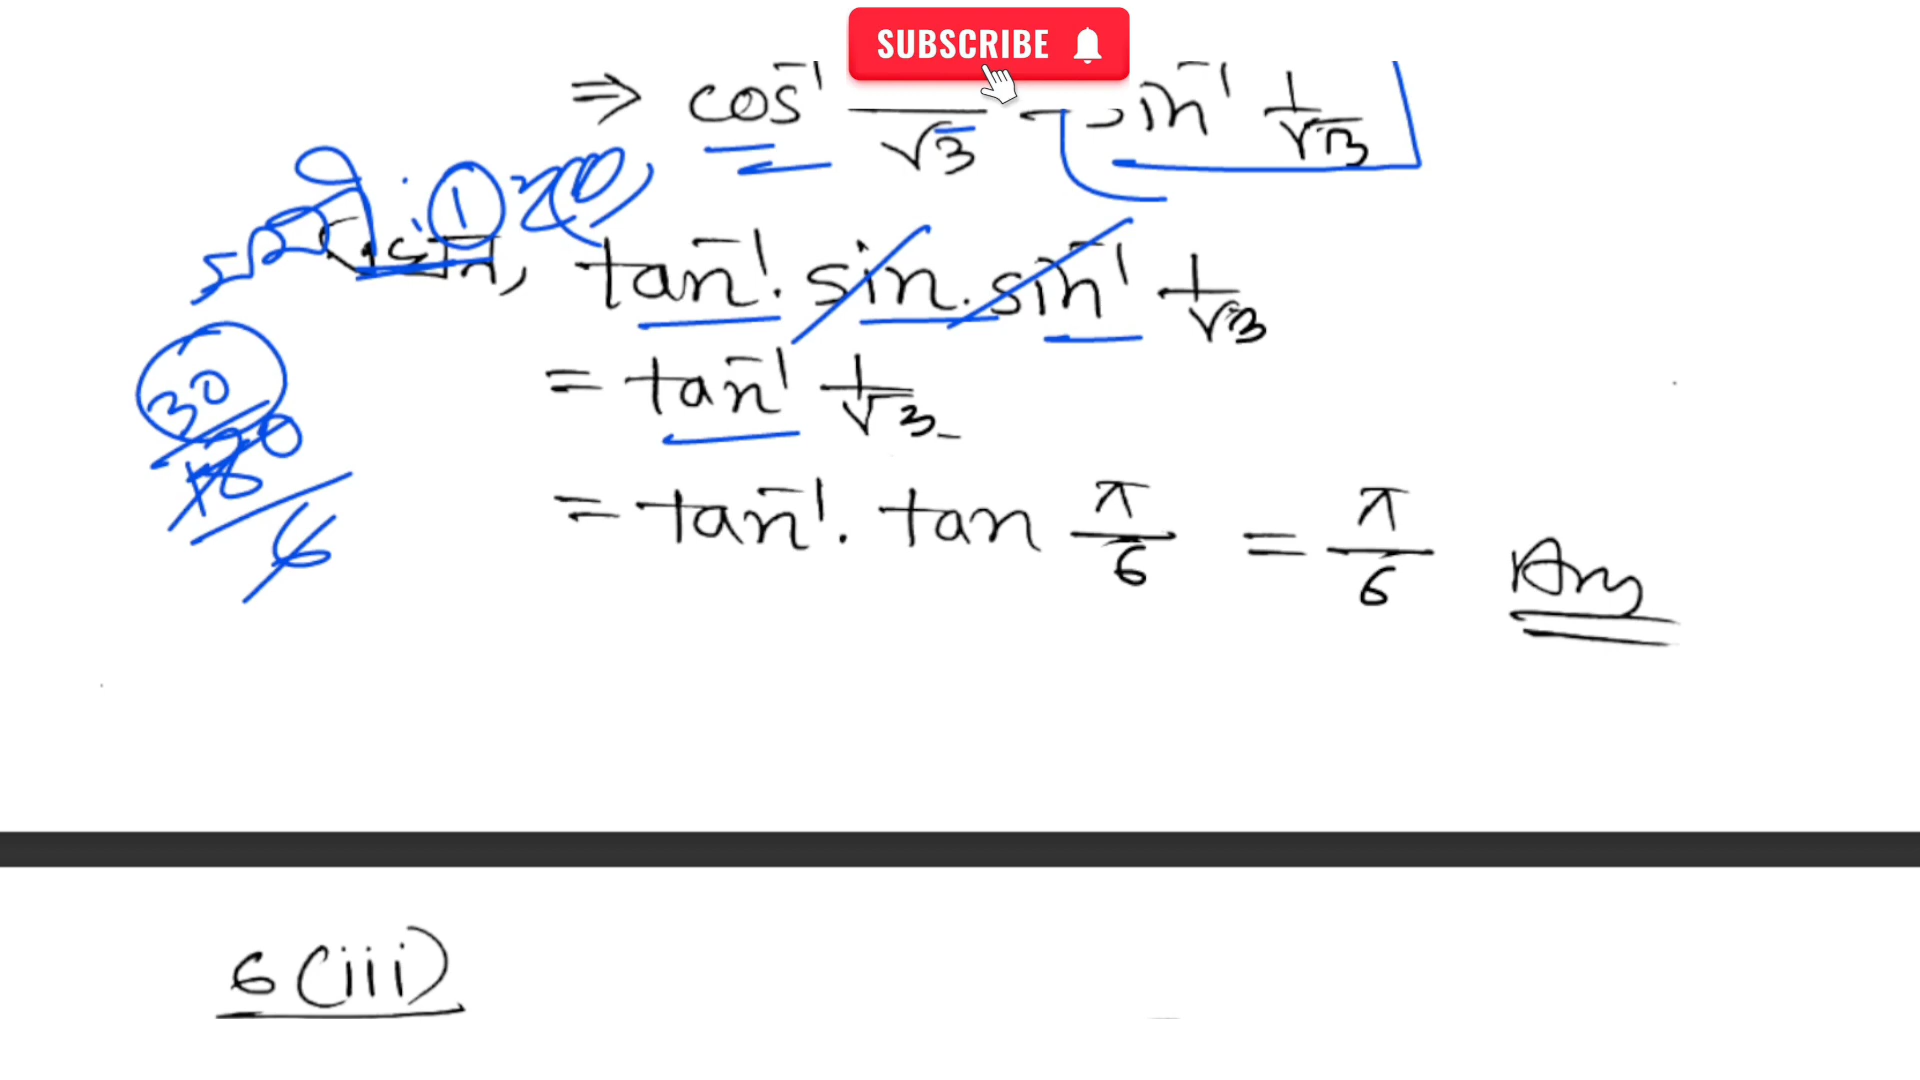 SUBSCRIBE
⇒ cos⁻¹ /√3 = sin⁻¹ 1/√3
① ⇒
tan⁻¹. sin. sin⁻¹ 1/√3
= tan⁻¹ 1/√3
30
180/6
= tan⁻¹. tan π/6 = π/6 Ans
6(iii)